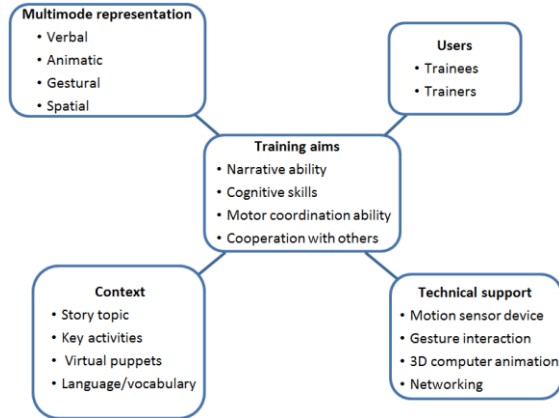 Multimode representation
• Verbal
• Animatic
• Gestural
• Spatial
Users
• Trainees
• Trainers
Training aims
• Narrative ability
• Cognitive skills
• Motor coordination ability
• Cooperation with others
Context
• Story topic
• Key activities
• Virtual puppets
• Language/vocabulary
Technical support
• Motion sensor device
• Gesture interaction
• 3D computer animation
• Networking